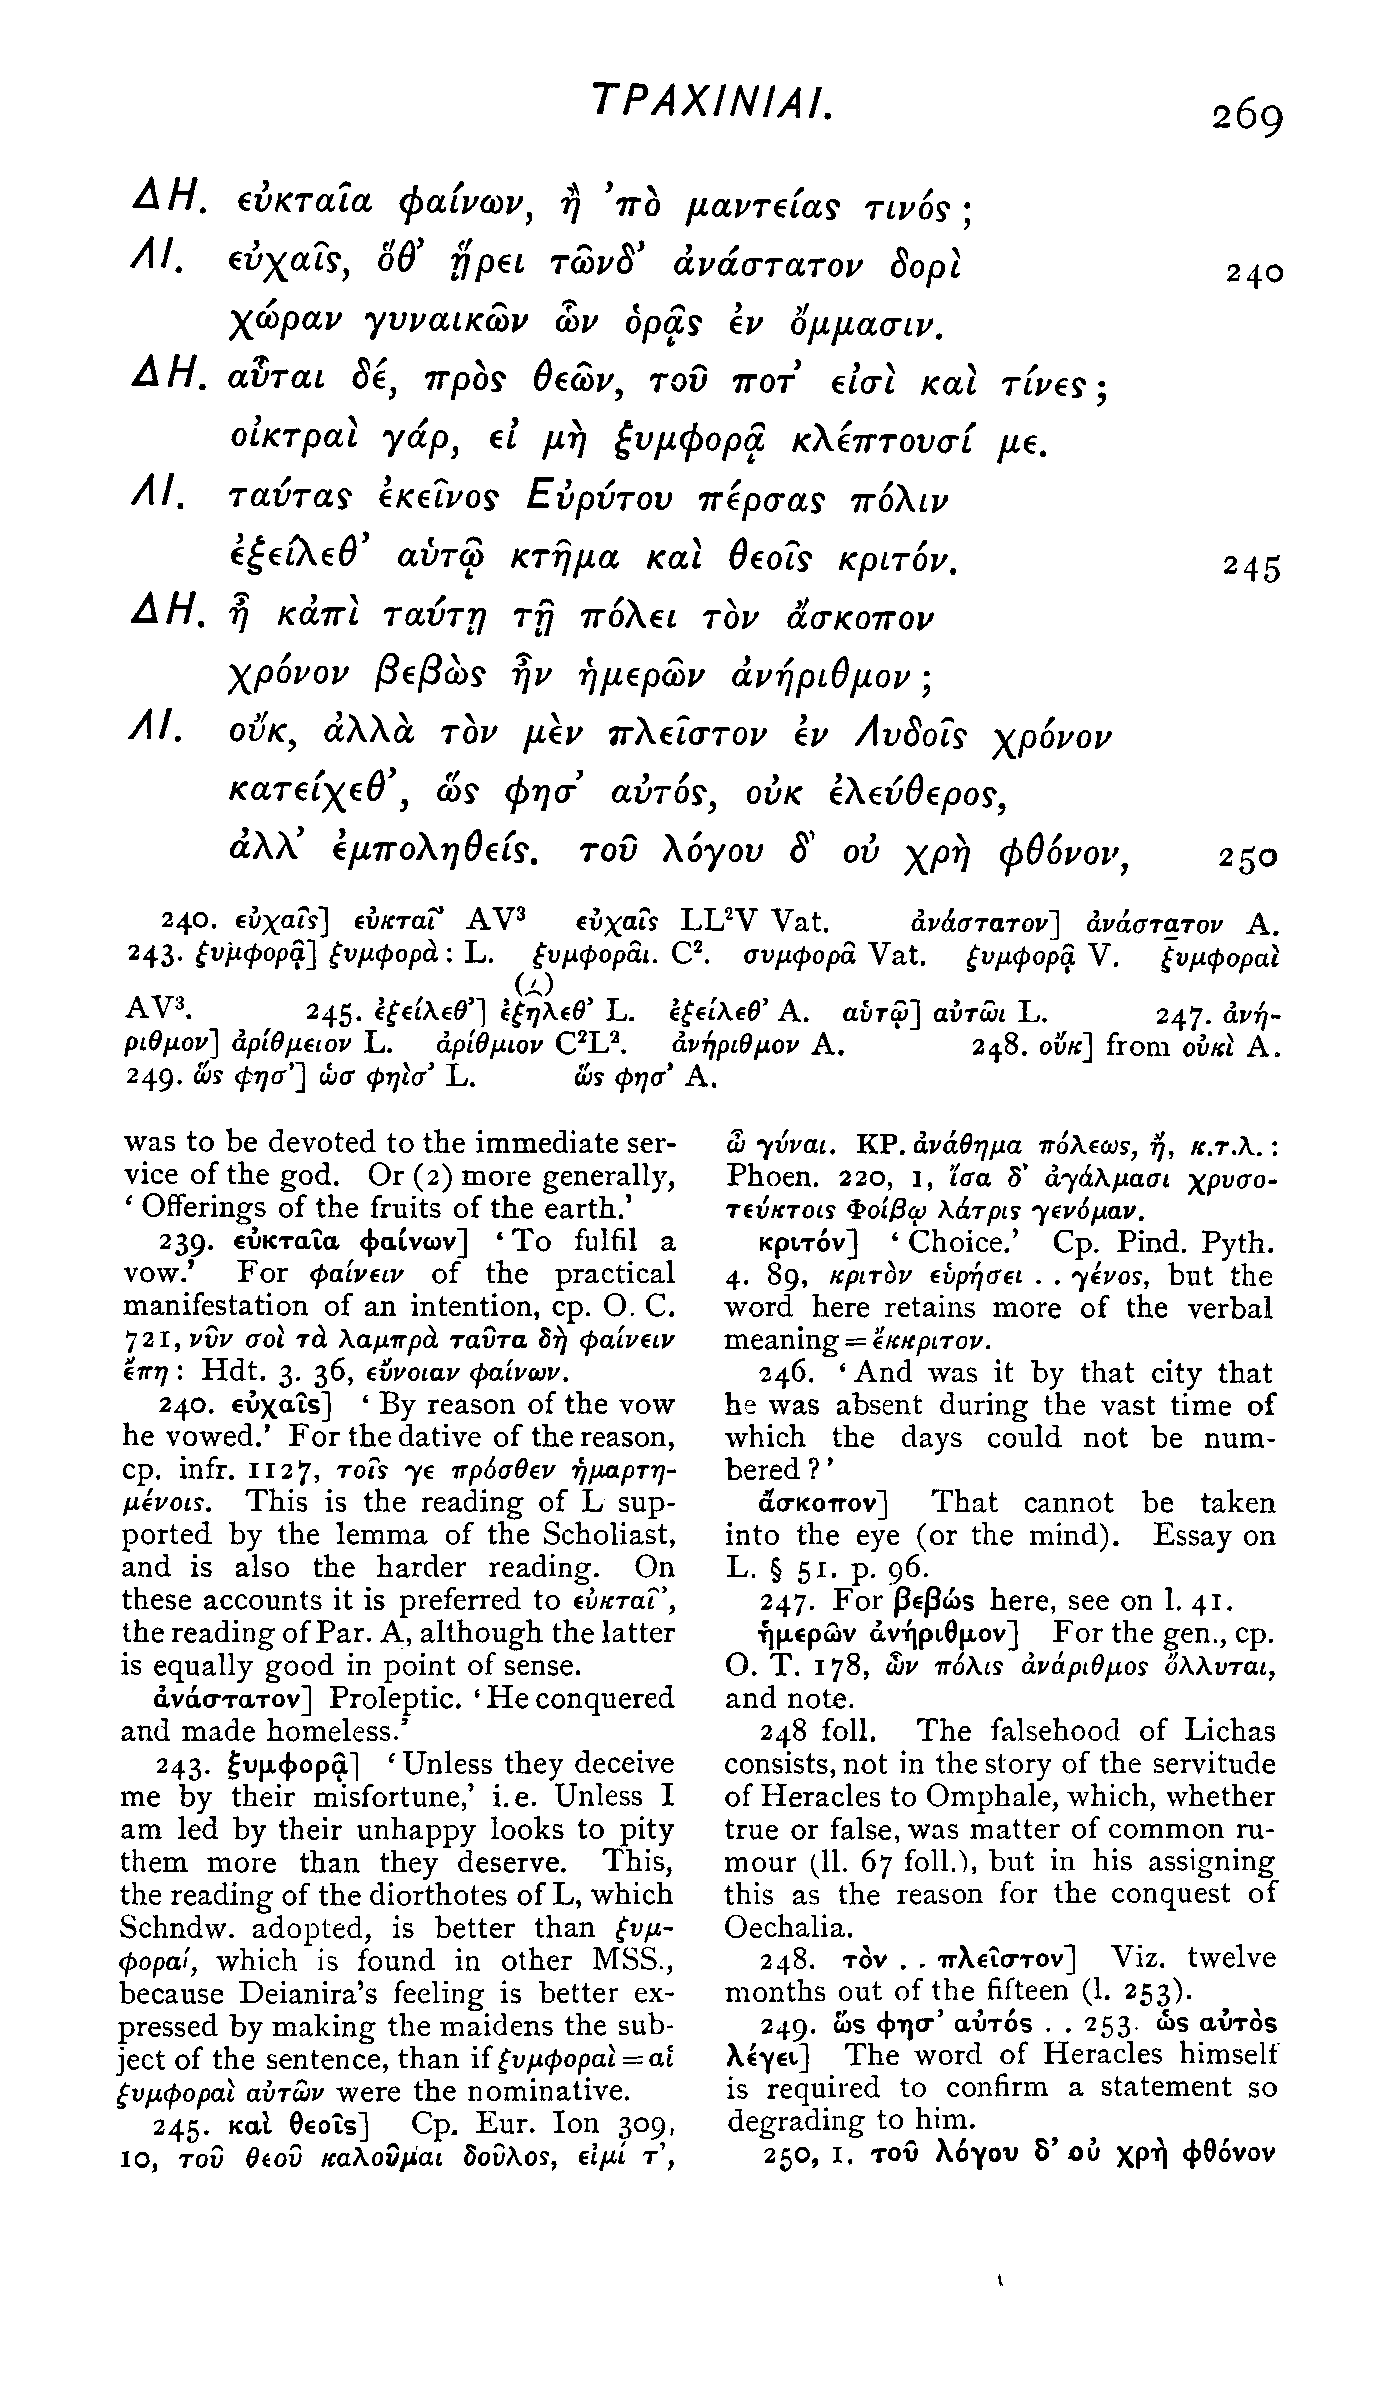 ΤΡΑΧΙΝΙΑΙ.
269
ΔΗ. εὐκταῖα φαίνων, ἢ ’πὸ μαντείας τινός ;
ΛΙ. εὐχαῖς, ὅθ’ ᾕρει τῶνδ’ ἀνάστατον δορὶ 240
χώραν γυναικῶν ὧν ὁρᾷς ἐν ὄμμασιν.
ΔΗ. αὗται δέ, πρὸς θεῶν, τοῦ ποτ’ εἰσὶ καὶ τίνες ;
οἰκτραὶ γάρ, εἰ μὴ ξυμφορᾷ κλέπτουσί με.
ΛΙ. ταύτας ἐκεῖνος Εὐρύτου πέρσας πόλιν
ἐξείλεθ’ αὑτῷ κτῆμα καὶ θεοῖς κριτόν. 245
ΔΗ. ἦ κἀπὶ ταύτῃ τῇ πόλει τὸν ἄσκοπον
χρόνον βεβὼς ἦν ἡμερῶν ἀνήριθμον ;
ΛΙ. οὔκ, ἀλλὰ τὸν μὲν πλεῖστον ἐν Λυδοῖς χρόνον
κατείχεθ’, ὥς φησ’ αὐτός, οὐκ ἐλεύθερος,
ἀλλ’ ἐμποληθείς. τοῦ λόγου δ’ οὐ χρὴ φθόνον, 250
240. εὐχαῖς] εὐκταῖ’ AV³ εὐχαῖς LL²V Vat. ἀνάστατον] ἀνάστατον A.
243. ξυμφορᾷ] ξυμφορὰ : L. ξυμφορᾶι. C². συμφορᾶ Vat. ξυμφορᾷ V. ξυμφοραὶ
AV³. 245. ἐξείλεθ’] ἐξῆλεθ’ L. ἐξείλεθ’ A. αὑτῷ] αὐτῶι L. 247. ἀνή-
ριθμον] ἀρίθμειον L. ἀρίθμιον C²L². ἀνήριθμον A. 248. οὔκ] from οὐκὶ A.
249. ὥς φησ’] ὡσ φηὶσ’ L. ὥς φησ’ A.
was to be devoted to the immediate ser-
vice of the god. Or (2) more generally,
‘ Offerings of the fruits of the earth.’
239. εὐκταῖα φαίνων] ‘ To fulfil a
vow.’ For φαίνειν of the practical
manifestation of an intention, cp. O. C.
721, νῦν σοὶ τὰ λαμπρὰ ταῦτα δὴ φαίνειν
ἔπη : Hdt. 3. 36, εὔνοιαν φαίνων.
240. εὐχαῖς] ‘ By reason of the vow
he vowed.’ For the dative of the reason,
cp. infr. 1127, τοῖς γε πρόσθεν ἡμαρτη-
μένοις. This is the reading of L sup-
ported by the lemma of the Scholiast,
and is also the harder reading. On
these accounts it is preferred to εὐκταῖ’,
the reading of Par. A, although the latter
is equally good in point of sense.
ἀνάστατον] Proleptic. ‘ He conquered
and made homeless.’
243. ξυμφορᾷ] ‘ Unless they deceive
me by their misfortune,’ i. e. Unless I
am led by their unhappy looks to pity
them more than they deserve. This,
the reading of the diorthotes of L, which
Schndw. adopted, is better than ξυμ-
φοραί, which is found in other MSS.,
because Deianira’s feeling is better ex-
pressed by making the maidens the sub-
ject of the sentence, than if ξυμφοραὶ = αἱ
ξυμφοραὶ αὐτῶν were the nominative.
245. καὶ θεοῖς] Cp. Eur. Ion 309,
10, τοῦ θεοῦ καλοῦμαι δοῦλος, εἰμί τ’,
ὦ γύναι. ΚΡ. ἀνάθημα πόλεως, ἤ, κ.τ.λ. :
Phoen. 220, 1, ἴσα δ’ ἀγάλμασι χρυσο-
τεύκτοις Φοίβῳ λάτρις γενόμαν.
κριτόν] ‘ Choice.’ Cp. Pind. Pyth.
4. 89, κριτὸν εὑρήσει . . γένος, but the
word here retains more of the verbal
meaning = ἔκκριτον.
246. ‘ And was it by that city that
he was absent during the vast time of
which the days could not be num-
bered ? ’
ἄσκοπον] That cannot be taken
into the eye (or the mind). Essay on
L. § 51. p. 96.
247. For βεβώς here, see on l. 41.
ἡμερῶν ἀνήριθμον] For the gen., cp.
O. T. 178, ὧν πόλις ἀνάριθμος ὄλλυται,
and note.
248 foll. The falsehood of Lichas
consists, not in the story of the servitude
of Heracles to Omphale, which, whether
true or false, was matter of common ru-
mour (ll. 67 foll.), but in his assigning
this as the reason for the conquest of
Oechalia.
248. τὸν . . πλεῖστον] Viz. twelve
months out of the fifteen (l. 253).
249. ὥς φησ’ αὐτός . . 253. ὡς αὐτὸς
λέγει] The word of Heracles himself
is required to confirm a statement so
degrading to him.
250, 1. τοῦ λόγου δ’ οὐ χρὴ φθόνον